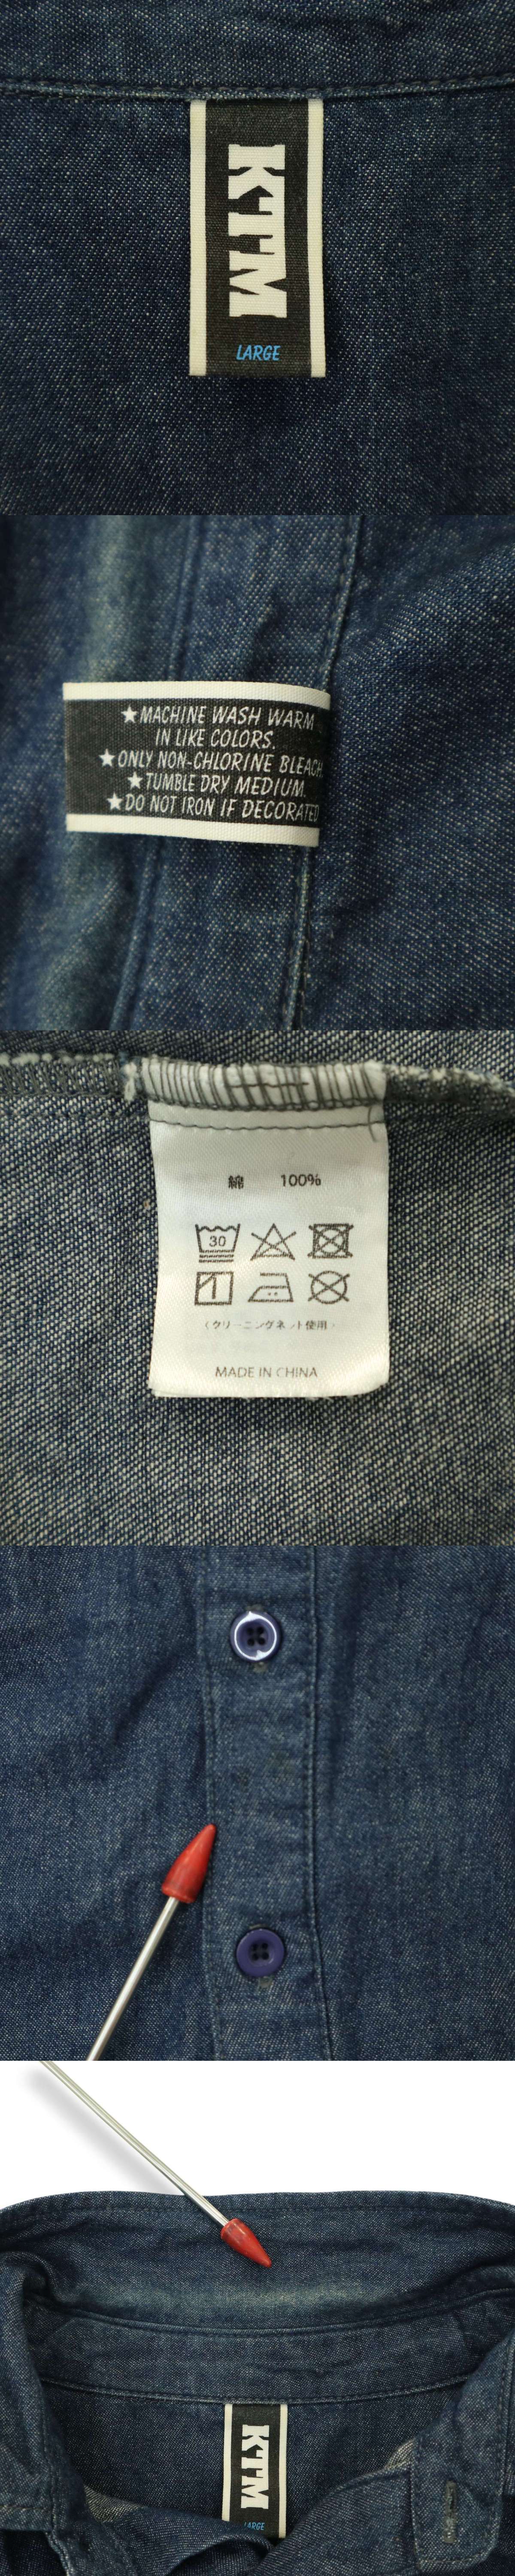 KTM
LARGE
★MACHINE WASH WARM
IN LIKE COLORS.
★ONLY NON-CHLORINE BLEACH.
★TUMBLE DRY MEDIUM.
★DO NOT IRON IF DECORATED
綿 100%
30
(クリーニングネット使用)
MADE IN CHINA
KTM
LARGE